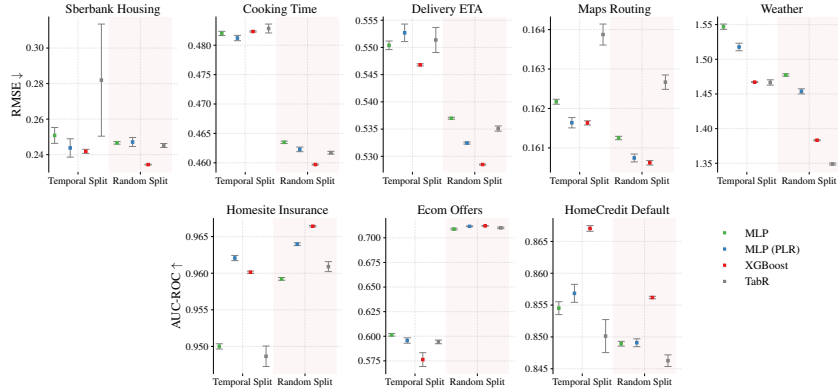 Sberbank Housing
Cooking Time
Delivery ETA
Maps Routing
Weather
RMSE ↓
0.30
0.28
0.26
0.24
0.480
0.475
0.470
0.465
0.460
0.555
0.550
0.545
0.540
0.535
0.530
0.164
0.163
0.162
0.161
1.55
1.50
1.45
1.40
1.35
Temporal Split Random Split
Temporal Split Random Split
Temporal Split Random Split
Temporal Split Random Split
Temporal Split Random Split
Homesite Insurance
Ecom Offers
HomeCredit Default
AUC-ROC ↑
0.965
0.960
0.955
0.950
0.700
0.675
0.650
0.625
0.600
0.575
0.865
0.860
0.855
0.850
0.845
Temporal Split Random Split
Temporal Split Random Split
Temporal Split Random Split
MLP
MLP (PLR)
XGBoost
TabR